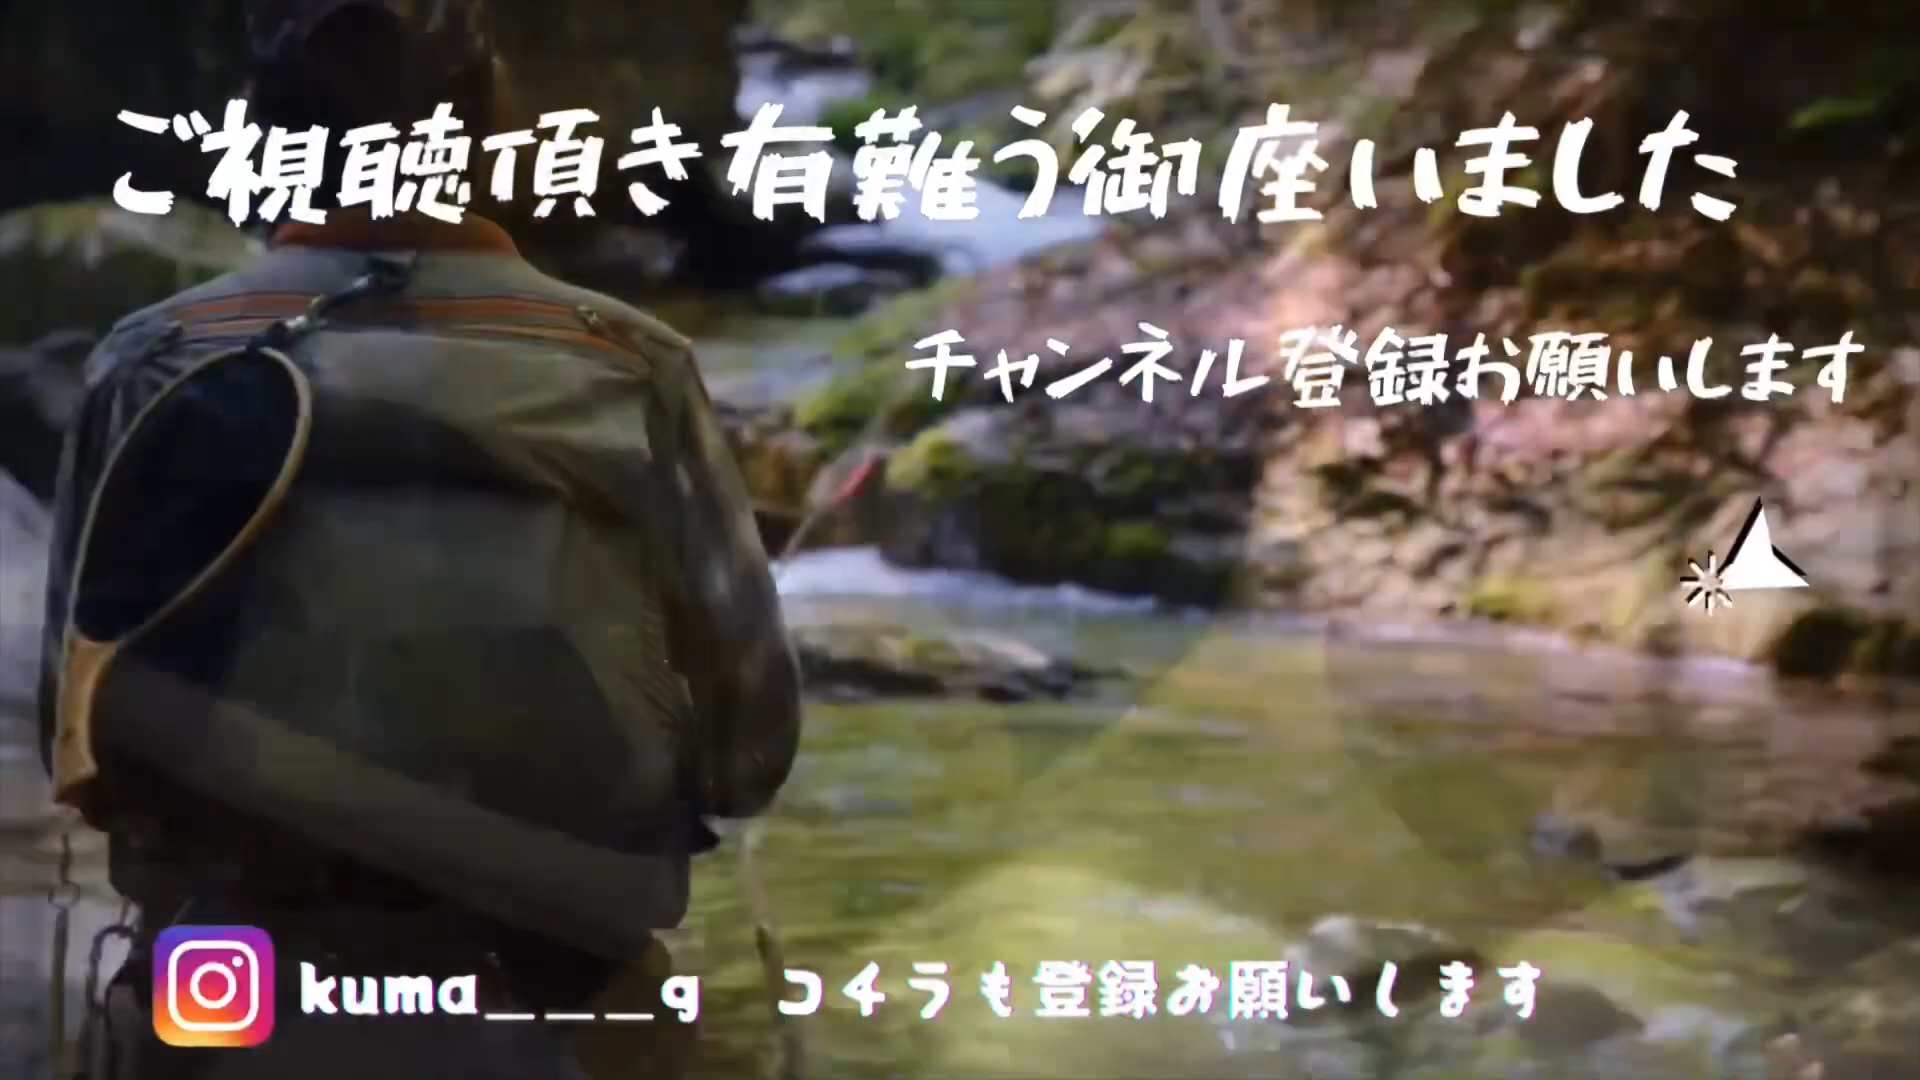 ご視聴頂き有難う御座いました
チャンネル登録お願いします
kuma___g コチラも登録お願いします